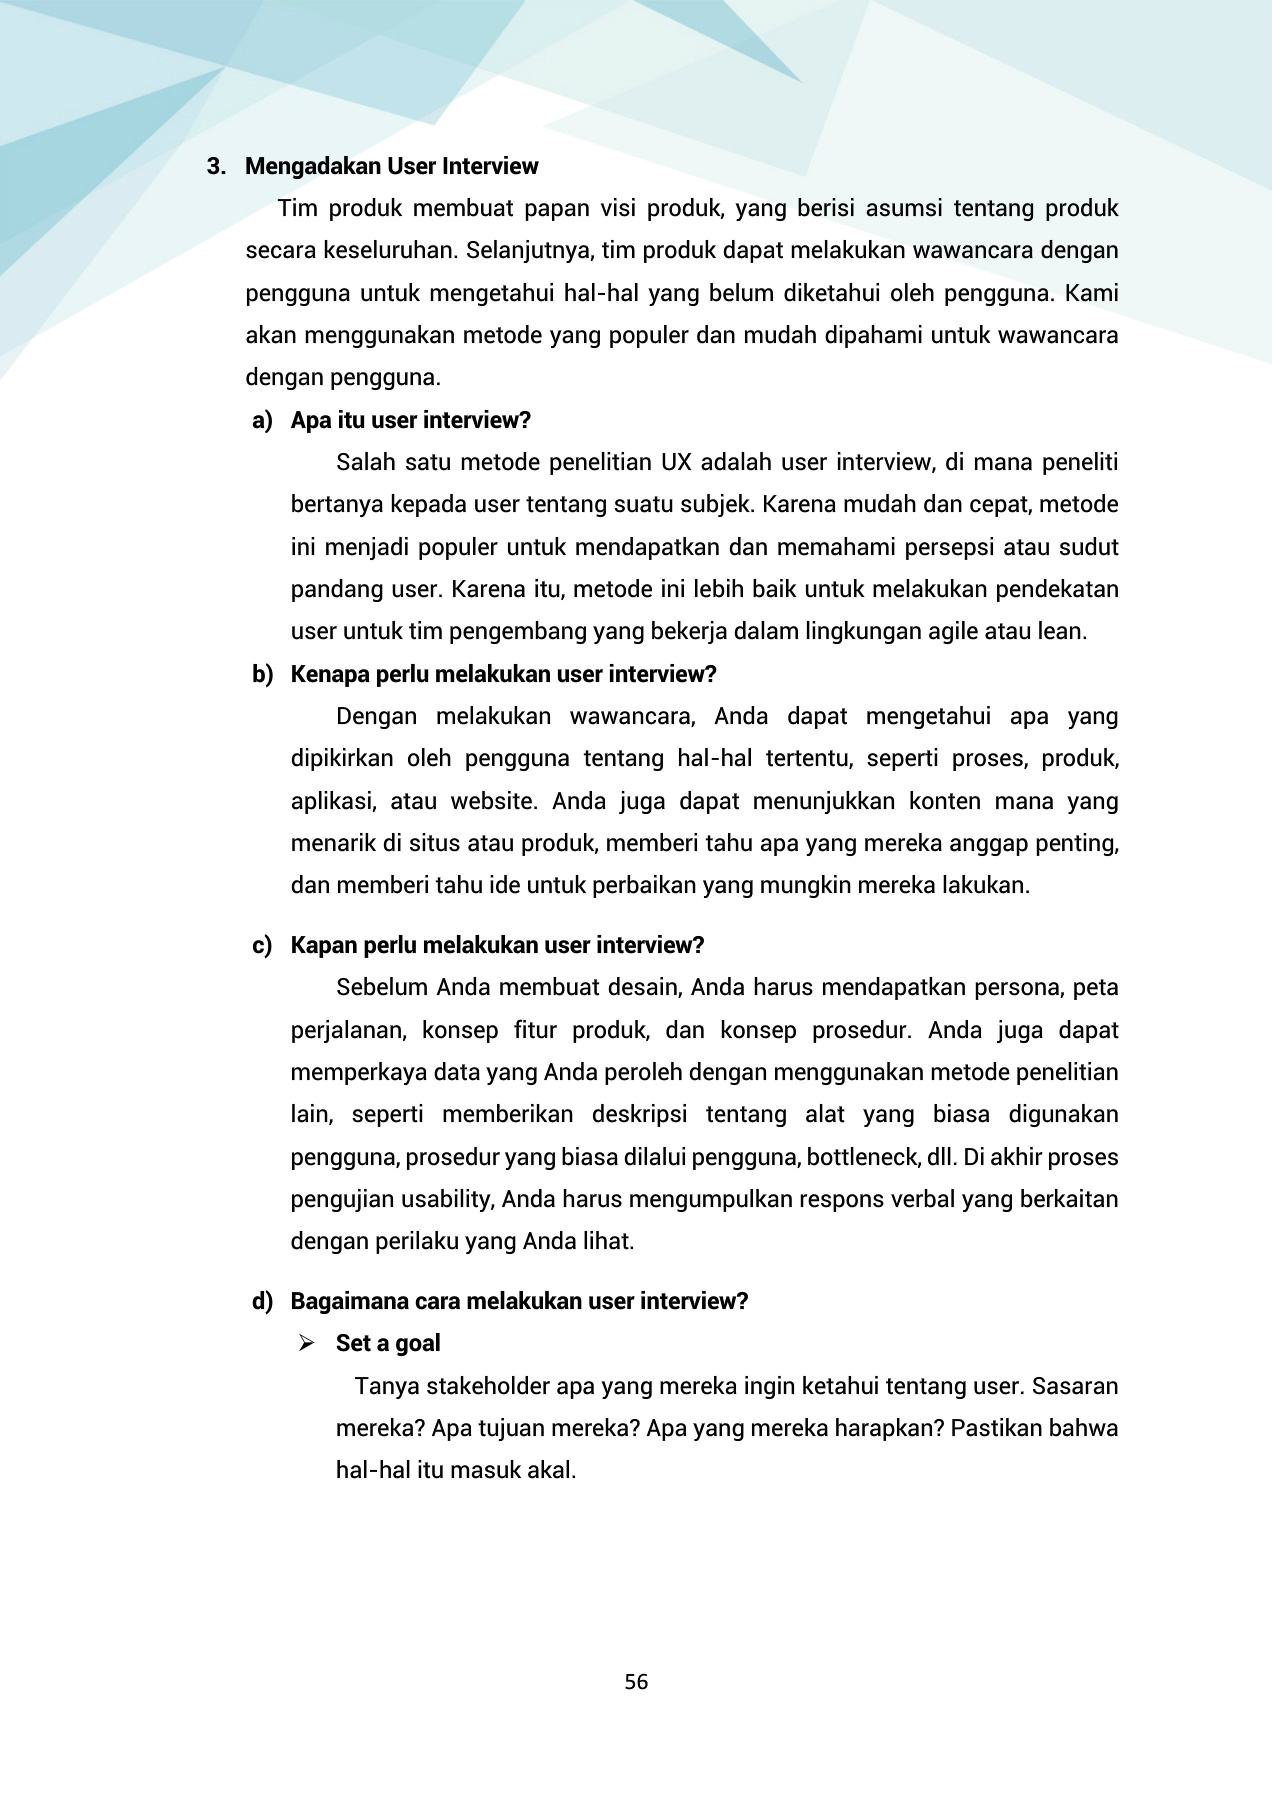 3. Mengadakan User Interview
Tim produk membuat papan visi produk, yang berisi asumsi tentang produk
secara keseluruhan. Selanjutnya, tim produk dapat melakukan wawancara dengan
pengguna untuk mengetahui hal-hal yang belum diketahui oleh pengguna. Kami
akan menggunakan metode yang populer dan mudah dipahami untuk wawancara
dengan pengguna.
a) Apa itu user interview?
Salah satu metode penelitian UX adalah user interview, di mana peneliti
bertanya kepada user tentang suatu subjek. Karena mudah dan cepat, metode
ini menjadi populer untuk mendapatkan dan memahami persepsi atau sudut
pandang user. Karena itu, metode ini lebih baik untuk melakukan pendekatan
user untuk tim pengembang yang bekerja dalam lingkungan agile atau lean.
b) Kenapa perlu melakukan user interview?
Dengan melakukan wawancara, Anda dapat mengetahui apa yang
dipikirkan oleh pengguna tentang hal-hal tertentu, seperti proses, produk,
aplikasi, atau website. Anda juga dapat menunjukkan konten mana yang
menarik di situs atau produk, memberi tahu apa yang mereka anggap penting,
dan memberi tahu ide untuk perbaikan yang mungkin mereka lakukan.
c) Kapan perlu melakukan user interview?
Sebelum Anda membuat desain, Anda harus mendapatkan persona, peta
perjalanan, konsep fitur produk, dan konsep prosedur. Anda juga dapat
memperkaya data yang Anda peroleh dengan menggunakan metode penelitian
lain, seperti memberikan deskripsi tentang alat yang biasa digunakan
pengguna, prosedur yang biasa dilalui pengguna, bottleneck, dll. Di akhir proses
pengujian usability, Anda harus mengumpulkan respons verbal yang berkaitan
dengan perilaku yang Anda lihat.
d) Bagaimana cara melakukan user interview?
➢ Set a goal
Tanya stakeholder apa yang mereka ingin ketahui tentang user. Sasaran
mereka? Apa tujuan mereka? Apa yang mereka harapkan? Pastikan bahwa
hal-hal itu masuk akal.
56